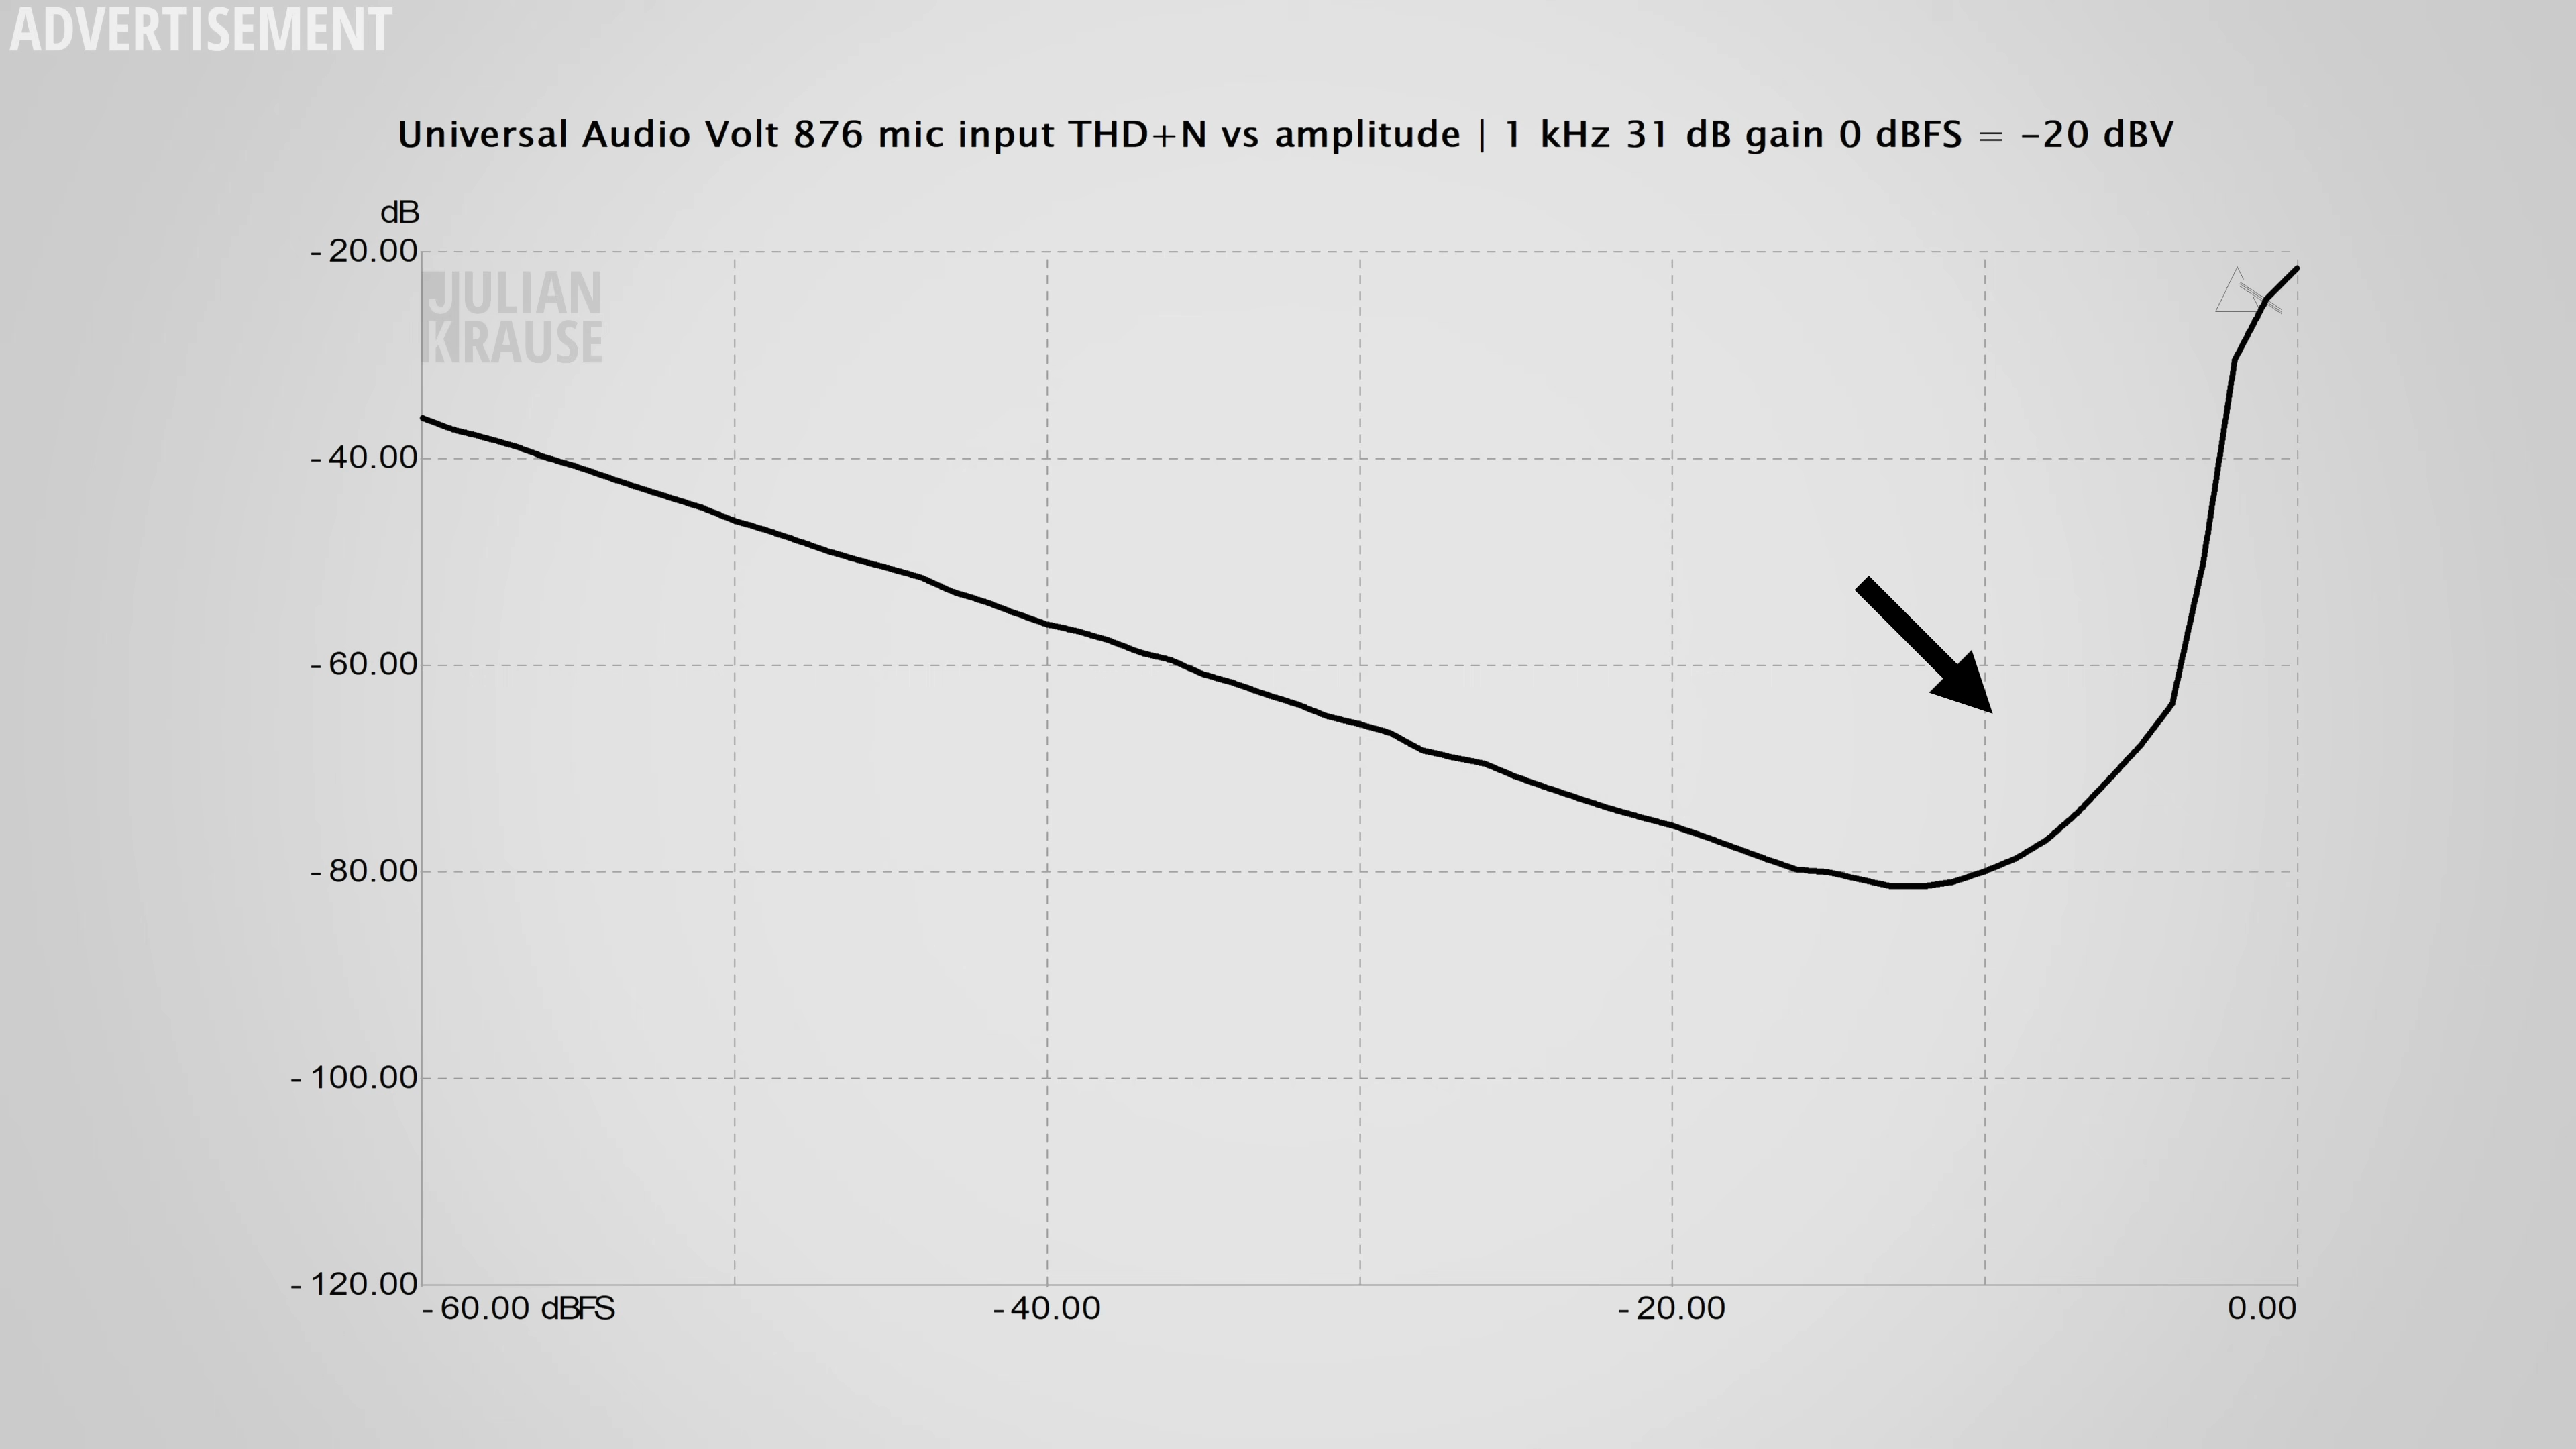 ADVERTISEMENT
Universal Audio Volt 876 mic input THD+N vs amplitude | 1 kHz 31 dB gain 0 dBFS = -20 dBV
dB
-20.00
JULIAN
KRAUSE
-40.00
-60.00
-80.00
-100.00
-120.00
-60.00 dBFS -40.00 -20.00 0.00